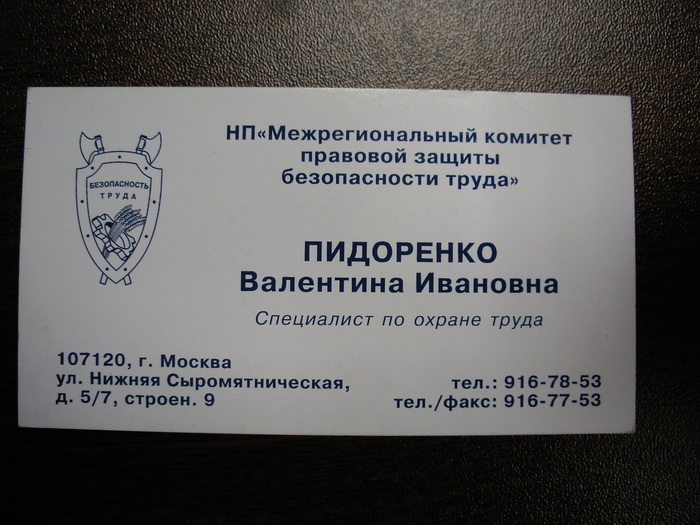 НП«Межрегиональный комитет
правовой защиты
безопасности труда»
БЕЗОПАСНОСТЬ
ТРУДА
ПИДОРЕНКО
Валентина Ивановна
Специалист по охране труда
107120, г. Москва
ул. Нижняя Сыромятническая,
д. 5/7, строен. 9
тел.: 916-78-53
тел./факс: 916-77-53